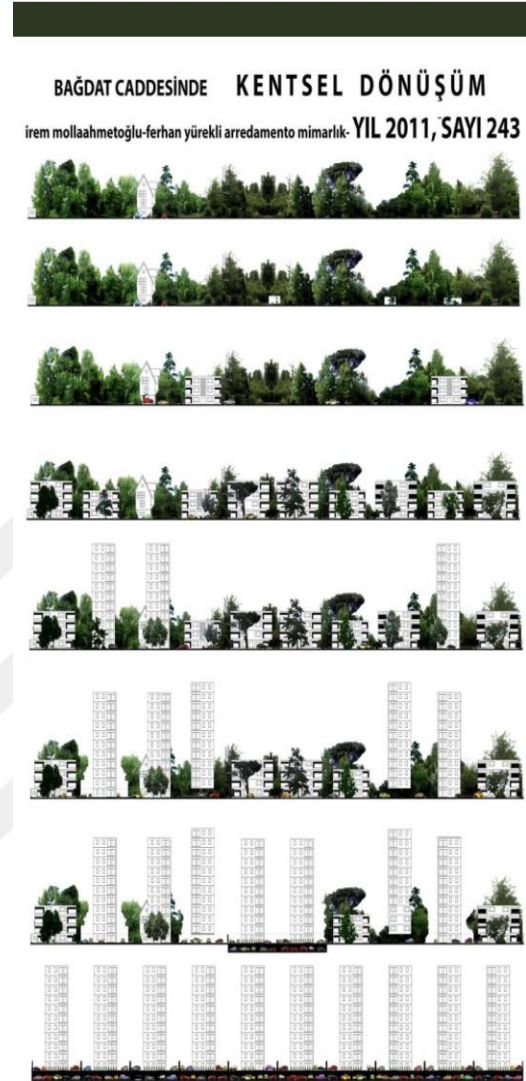 BAĞDAT CADDESİNDE KENTSEL DÖNÜŞÜM
irem mollaahmetoğlu-ferhan yürekli arredamento mimarlık- YIL 2011, SAYI 243